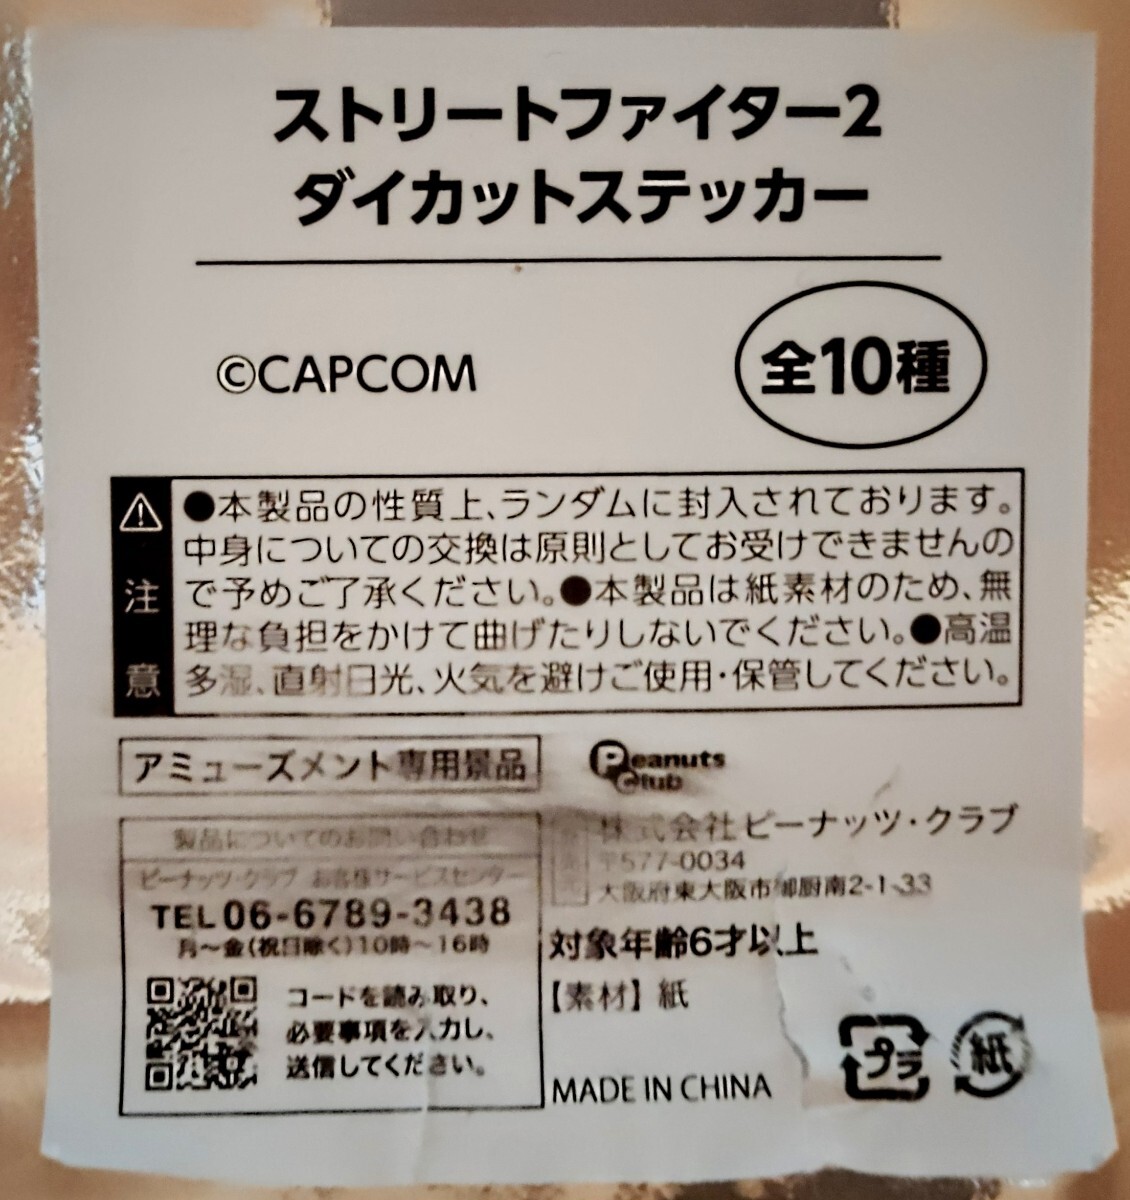 ストリートファイター2
ダイカットステッカー
©CAPCOM
全10種
注意
●本製品の性質上、ランダムに封入されております。
中身についての交換は原則としてお受けできませんの
で予めご了承ください。●本製品は紙素材のため、無
理な負担をかけて曲げたりしないでください。●高温
多湿、直射日光、火気を避けご使用・保管してください。
アミューズメント専用景品
Peanuts
Club
製品についてのお問い合わせ
ピーナッツ・クラブ お客様サービスセンター
TEL 06-6789-3438
月～金(祝日除く)10時～16時
コードを読み取り、
必要事項を入力し、
送信してください。
株式会社ピーナッツ・クラブ
〒577-0034
大阪府東大阪市御厨南2-1-33
対象年齢6才以上
【素材】紙
MADE IN CHINA
プラ
紙